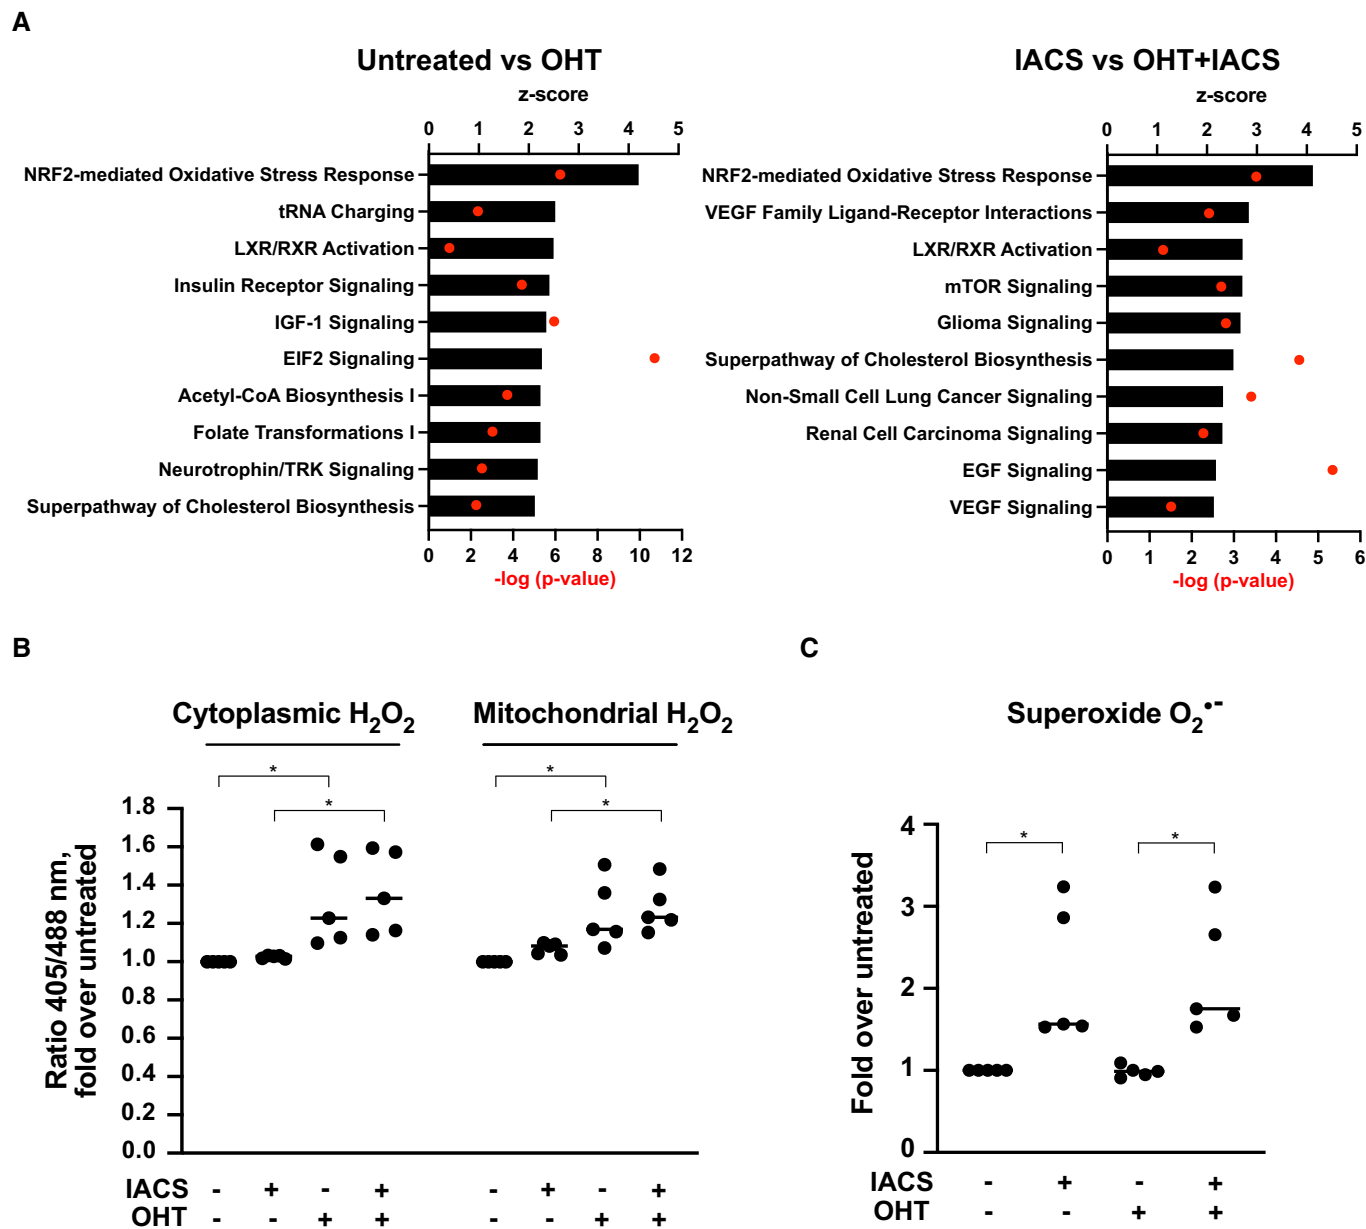 A
Untreated vs OHT
z-score
0 1 2 3 4 5
NRF2-mediated Oxidative Stress Response
tRNA Charging
LXR/RXR Activation
Insulin Receptor Signaling
IGF-1 Signaling
EIF2 Signaling
Acetyl-CoA Biosynthesis I
Folate Transformations I
Neurotrophin/TRK Signaling
Superpathway of Cholesterol Biosynthesis
0 2 4 6 8 10 12
-log (p-value)
IACS vs OHT+IACS
z-score
0 1 2 3 4 5
NRF2-mediated Oxidative Stress Response
VEGF Family Ligand-Receptor Interactions
LXR/RXR Activation
mTOR Signaling
Glioma Signaling
Superpathway of Cholesterol Biosynthesis
Non-Small Cell Lung Cancer Signaling
Renal Cell Carcinoma Signaling
EGF Signaling
VEGF Signaling
0 1 2 3 4 5 6
-log (p-value)
B
Cytoplasmic H₂O₂ Mitochondrial H₂O₂
* *
* *
Ratio 405/488 nm,
fold over untreated
1.8
1.6
1.4
1.2
1.0
0.8
0.6
0.4
0.2
0.0
IACS - + - + - + - +
OHT - - + + - - + +
C
Superoxide O₂•-
* *
Fold over untreated
4
3
2
1
0
IACS - + - +
OHT - - + +